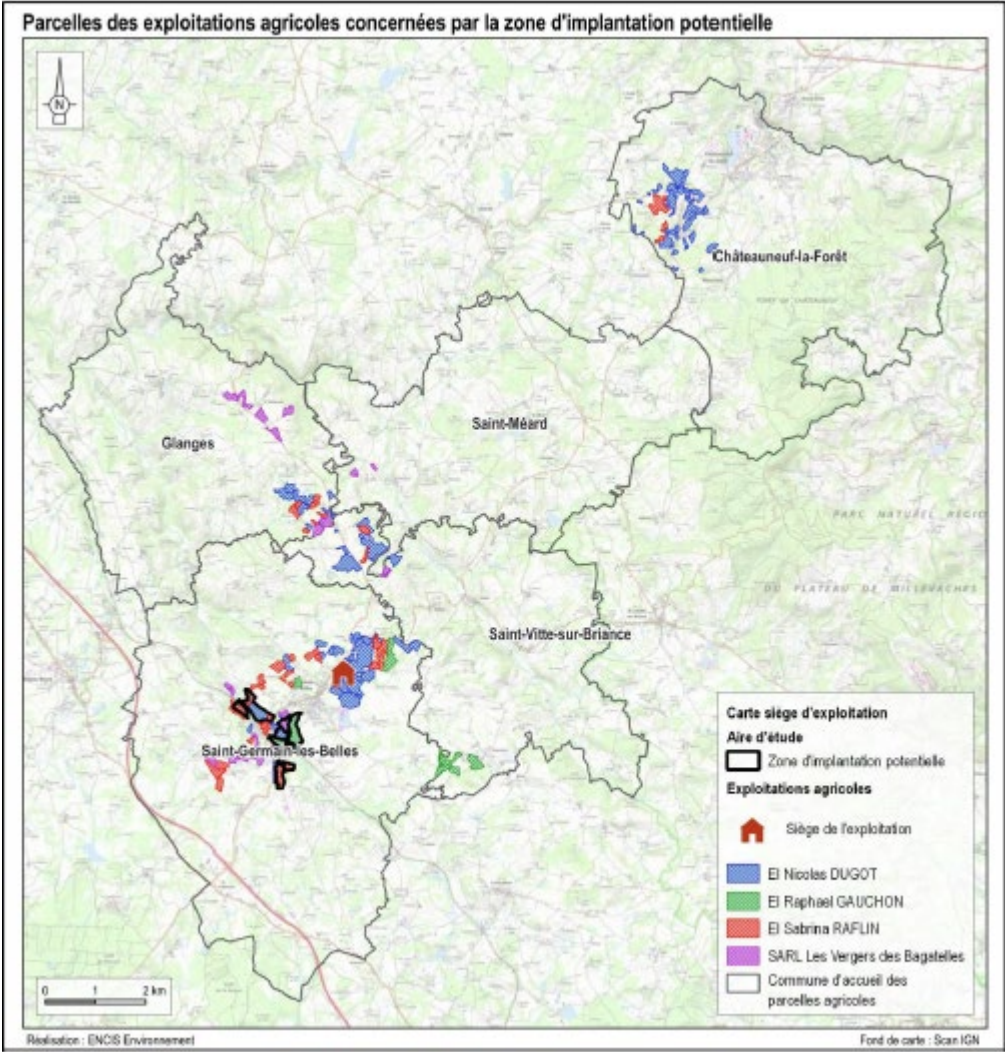 Parcelles des exploitations agricoles concernées par la zone d'implantation potentielle
N
Châteauneuf-la-Forêt
Saint-Méard
Glanges
PARC NATUREL RÉGIO
DU PLATEAU DE MILLEVACHES
Saint-Vitte-sur-Briance
Saint-Germain-les-Belles
Carte siège d'exploitation
Aire d'étude
Zone d'implantation potentielle
Exploitations agricoles
Siège de l'exploitation
EI Nicolas DUGOT
EI Raphael GAUCHON
EI Sabrina RAFLIN
SARL Les Vergers des Bagatelles
Commune d'accueil des
parcelles agricoles
0 1 2 km
Réalisation : ENCIS Environnement
Fond de carte : Scan IGN